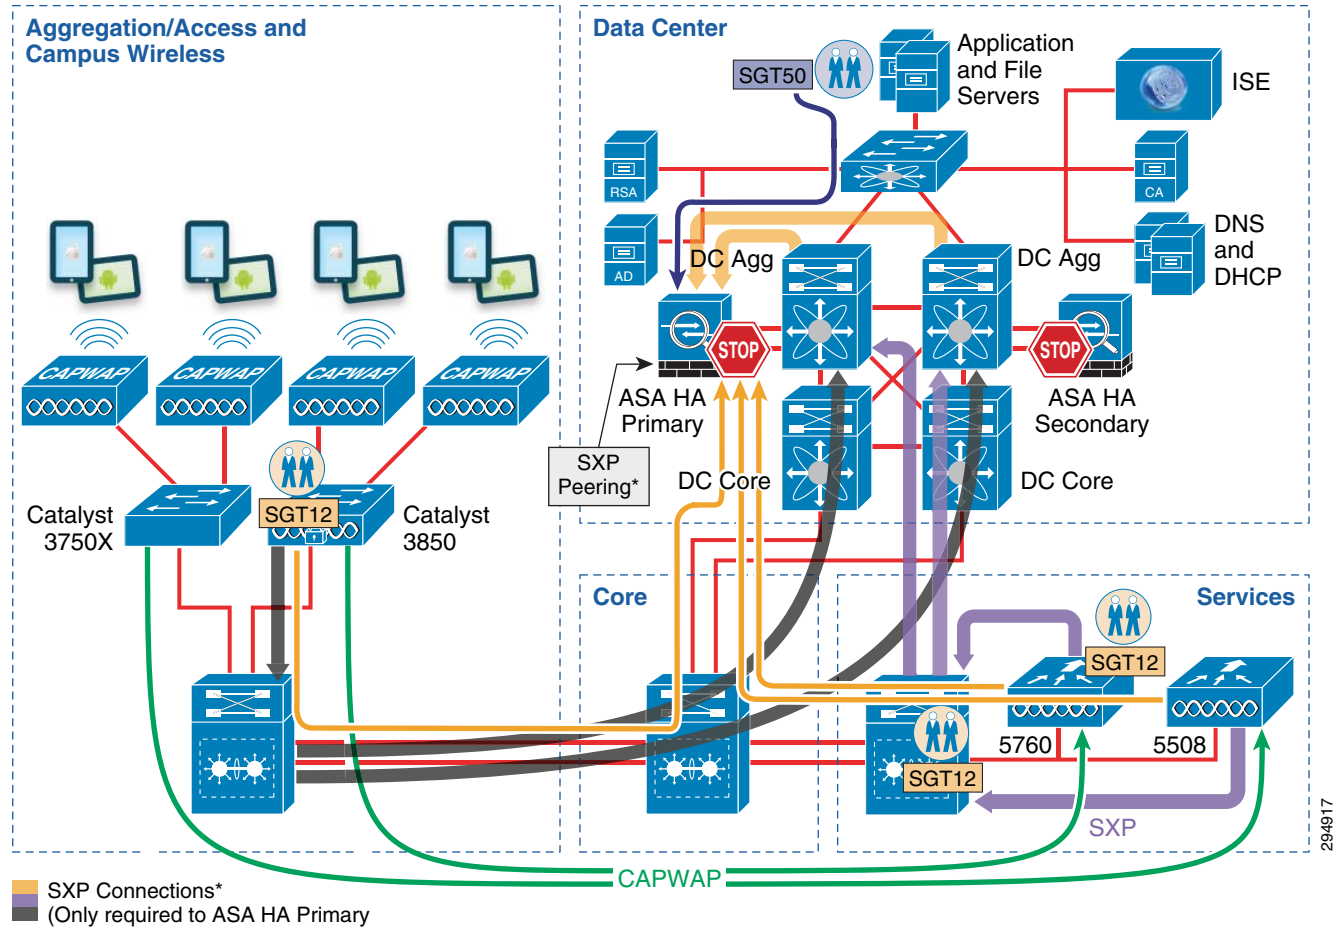 Aggregation/Access and
Campus Wireless
Data Center
SGT50
Application
and File
Servers
ISE
RSA
CA
AD
DNS
and
DHCP
DC Agg
DC Agg
CAPWAP
CAPWAP
CAPWAP
CAPWAP
STOP
STOP
ASA HA
Primary
ASA HA
Secondary
SXP
Peering*
DC Core
DC Core
Catalyst
3750X
SGT12
Catalyst
3850
Core
Services
SGT12
5760
5508
SGT12
SXP
CAPWAP
294917
SXP Connections*
(Only required to ASA HA Primary